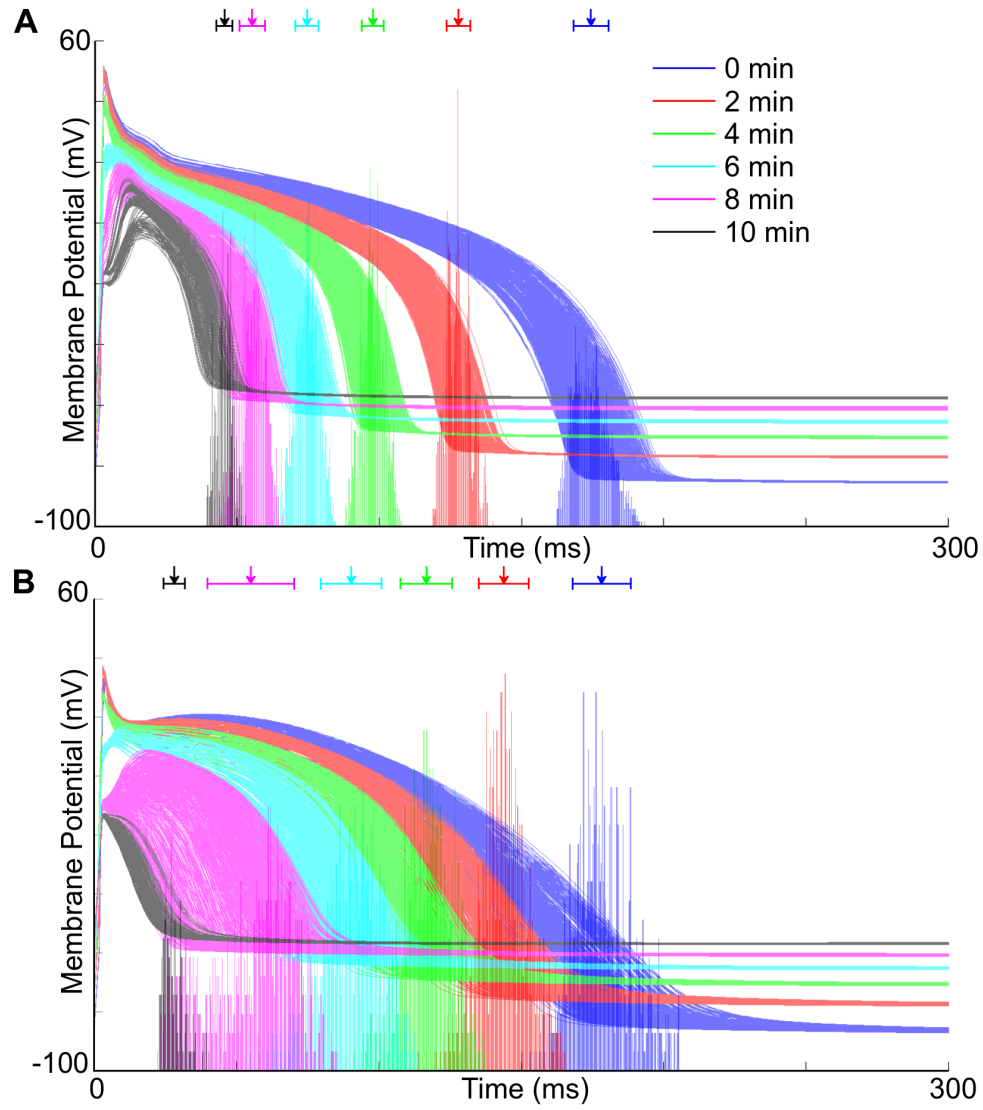 A
60
Membrane Potential (mV)
0 min
2 min
4 min
6 min
8 min
10 min
-100
0
Time (ms)
300
B
60
Membrane Potential (mV)
-100
0
Time (ms)
300